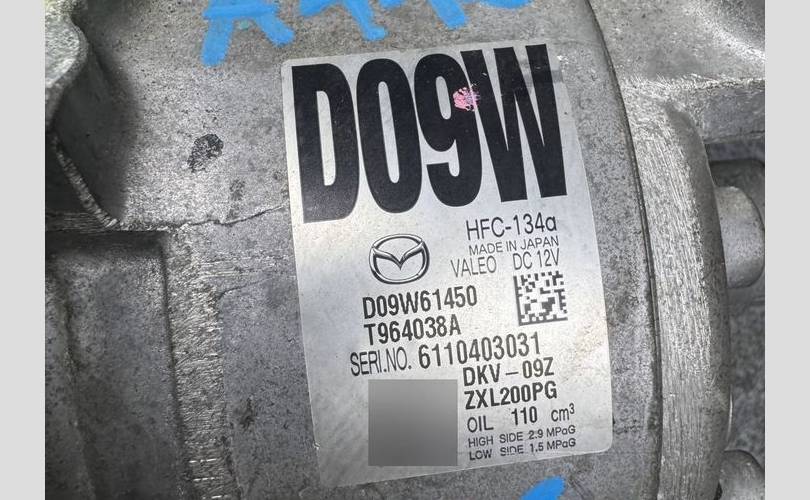 D09W
HFC-134a
MADE IN JAPAN
VALEO DC 12V
D09W61450
T964038A
SERI.NO. 6110403031
DKV-09Z
ZXL200PG
OIL 110 cm³
HIGH SIDE 2.9 MPaG
LOW SIDE 1.5 MPaG